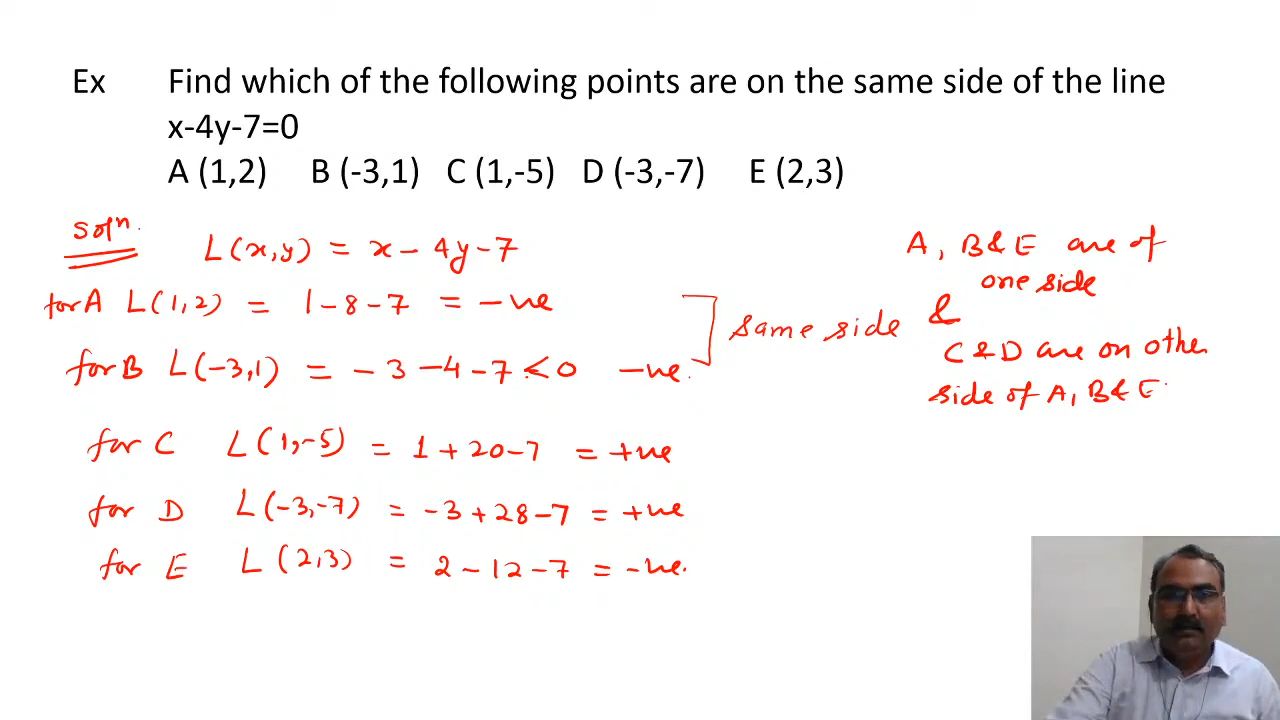 Ex Find which of the following points are on the same side of the line
x-4y-7=0
A (1,2) B (-3,1) C (1,-5) D (-3,-7) E (2,3)
Solⁿ.
L(x,y) = x - 4y - 7
for A L(1,2) = 1 - 8 - 7 = -ve
for B L(-3,1) = -3 - 4 - 7 < 0 -ve.
same side
for C L(1,-5) = 1 + 20 - 7 = +ve
for D L(-3,-7) = -3 + 28 - 7 = +ve
for E L(2,3) = 2 - 12 - 7 = -ve.
A, B & E are of
one side
&
C & D are on other
side of A, B & E.